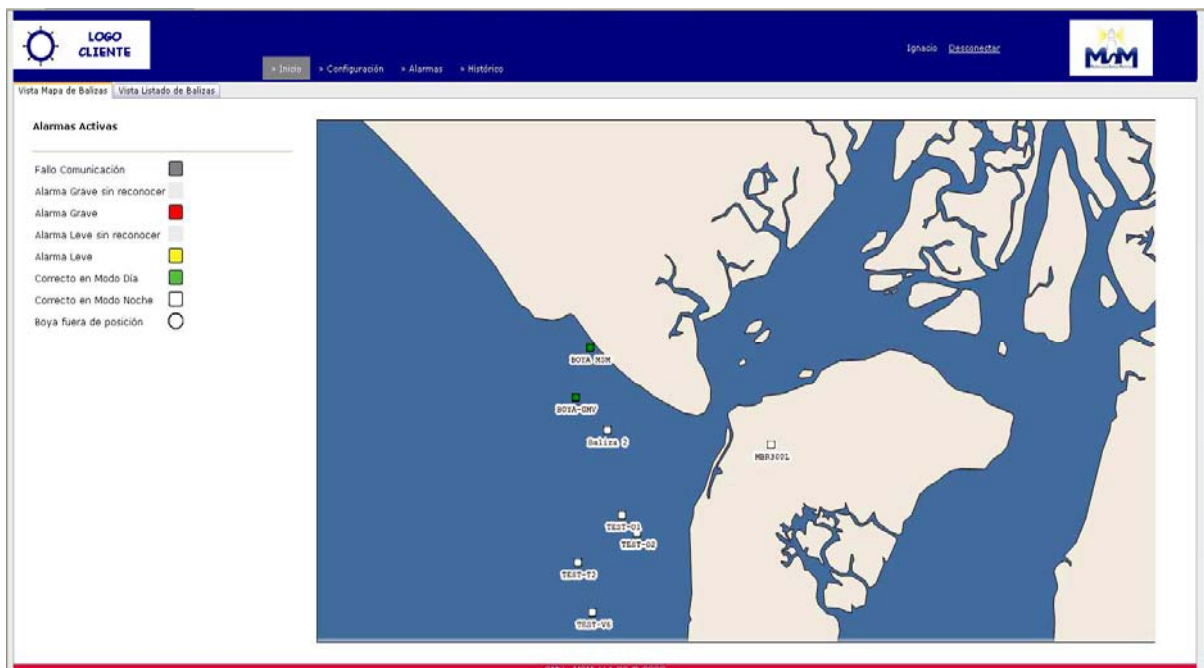 LOGO
CLIENTE
Ignacio Desconectar
MSM
» Inicio » Configuración » Alarmas » Histórico
Vista Mapa de Balizas Vista Listado de Balizas
Alarmas Activas
Fallo Comunicación
Alarma Grave sin reconocer
Alarma Grave
Alarma Leve sin reconocer
Alarma Leve
Correcto en Modo Día
Correcto en Modo Noche
Boya fuera de posición
BOYA MSM
BOYA-GMV
Baliza 2
MBR300L
TEST-01
TEST-02
TEST-T2
TEST-V6